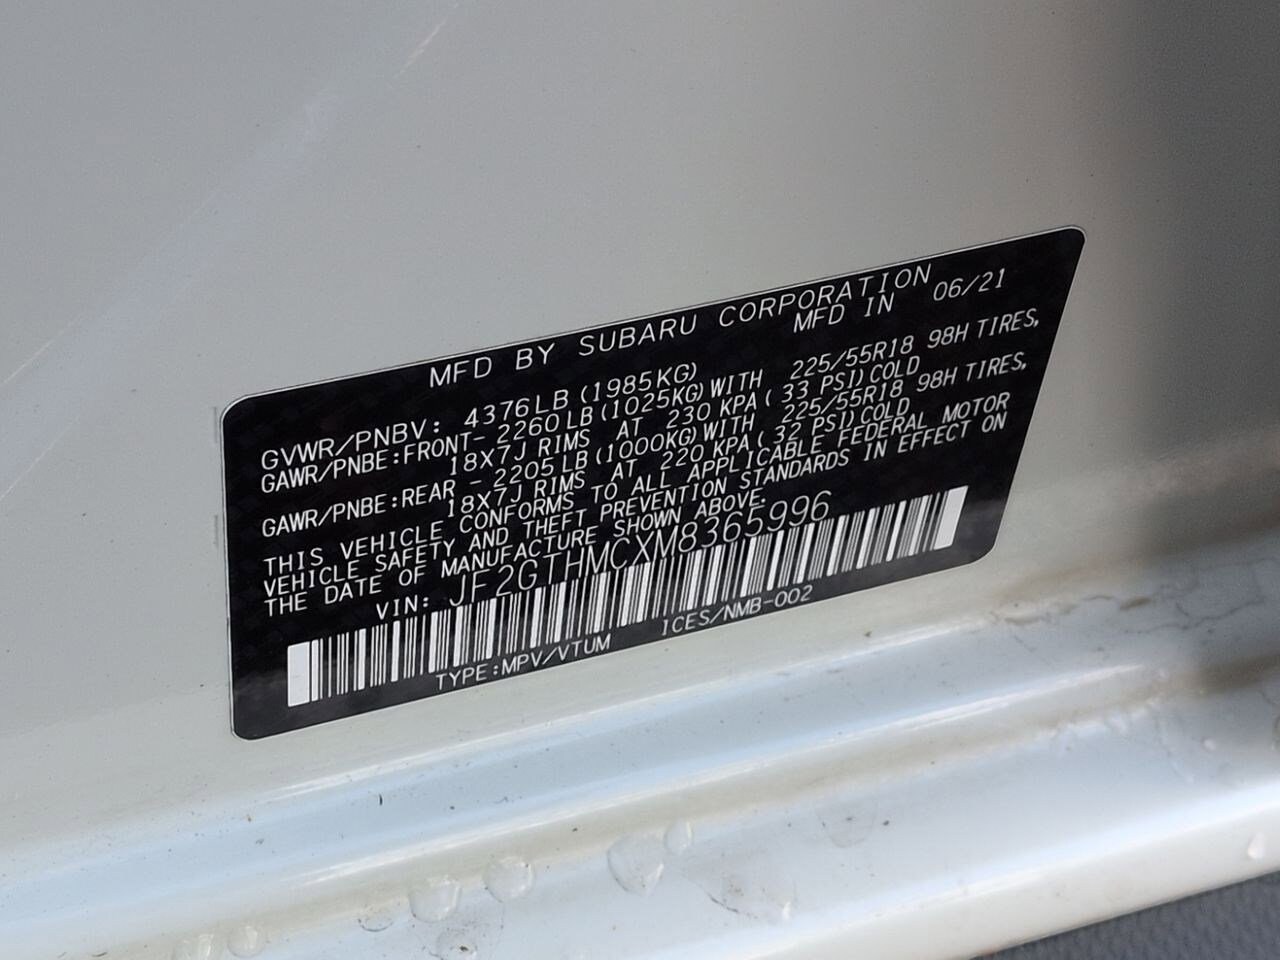 MFD BY SUBARU CORPORATION
MFD IN 06/21
GVWR/PNBV: 4376LB (1985KG)
GAWR/PNBE:FRONT- 2260LB (1025KG) WITH 225/55R18 98H TIRES,
18X7J RIMS AT 230 KPA ( 33 PSI) COLD
GAWR/PNBE:REAR - 2205LB (1000KG) WITH 225/55R18 98H TIRES,
18X7J RIMS AT 220 KPA ( 32 PSI) COLD
THIS VEHICLE CONFORMS TO ALL APPLICABLE FEDERAL MOTOR
VEHICLE SAFETY AND THEFT PREVENTION STANDARDS IN EFFECT ON
THE DATE OF MANUFACTURE SHOWN ABOVE.
VIN: JF2GTHMCXM8365996
TYPE:MPV/VTUM ICES/NMB-002